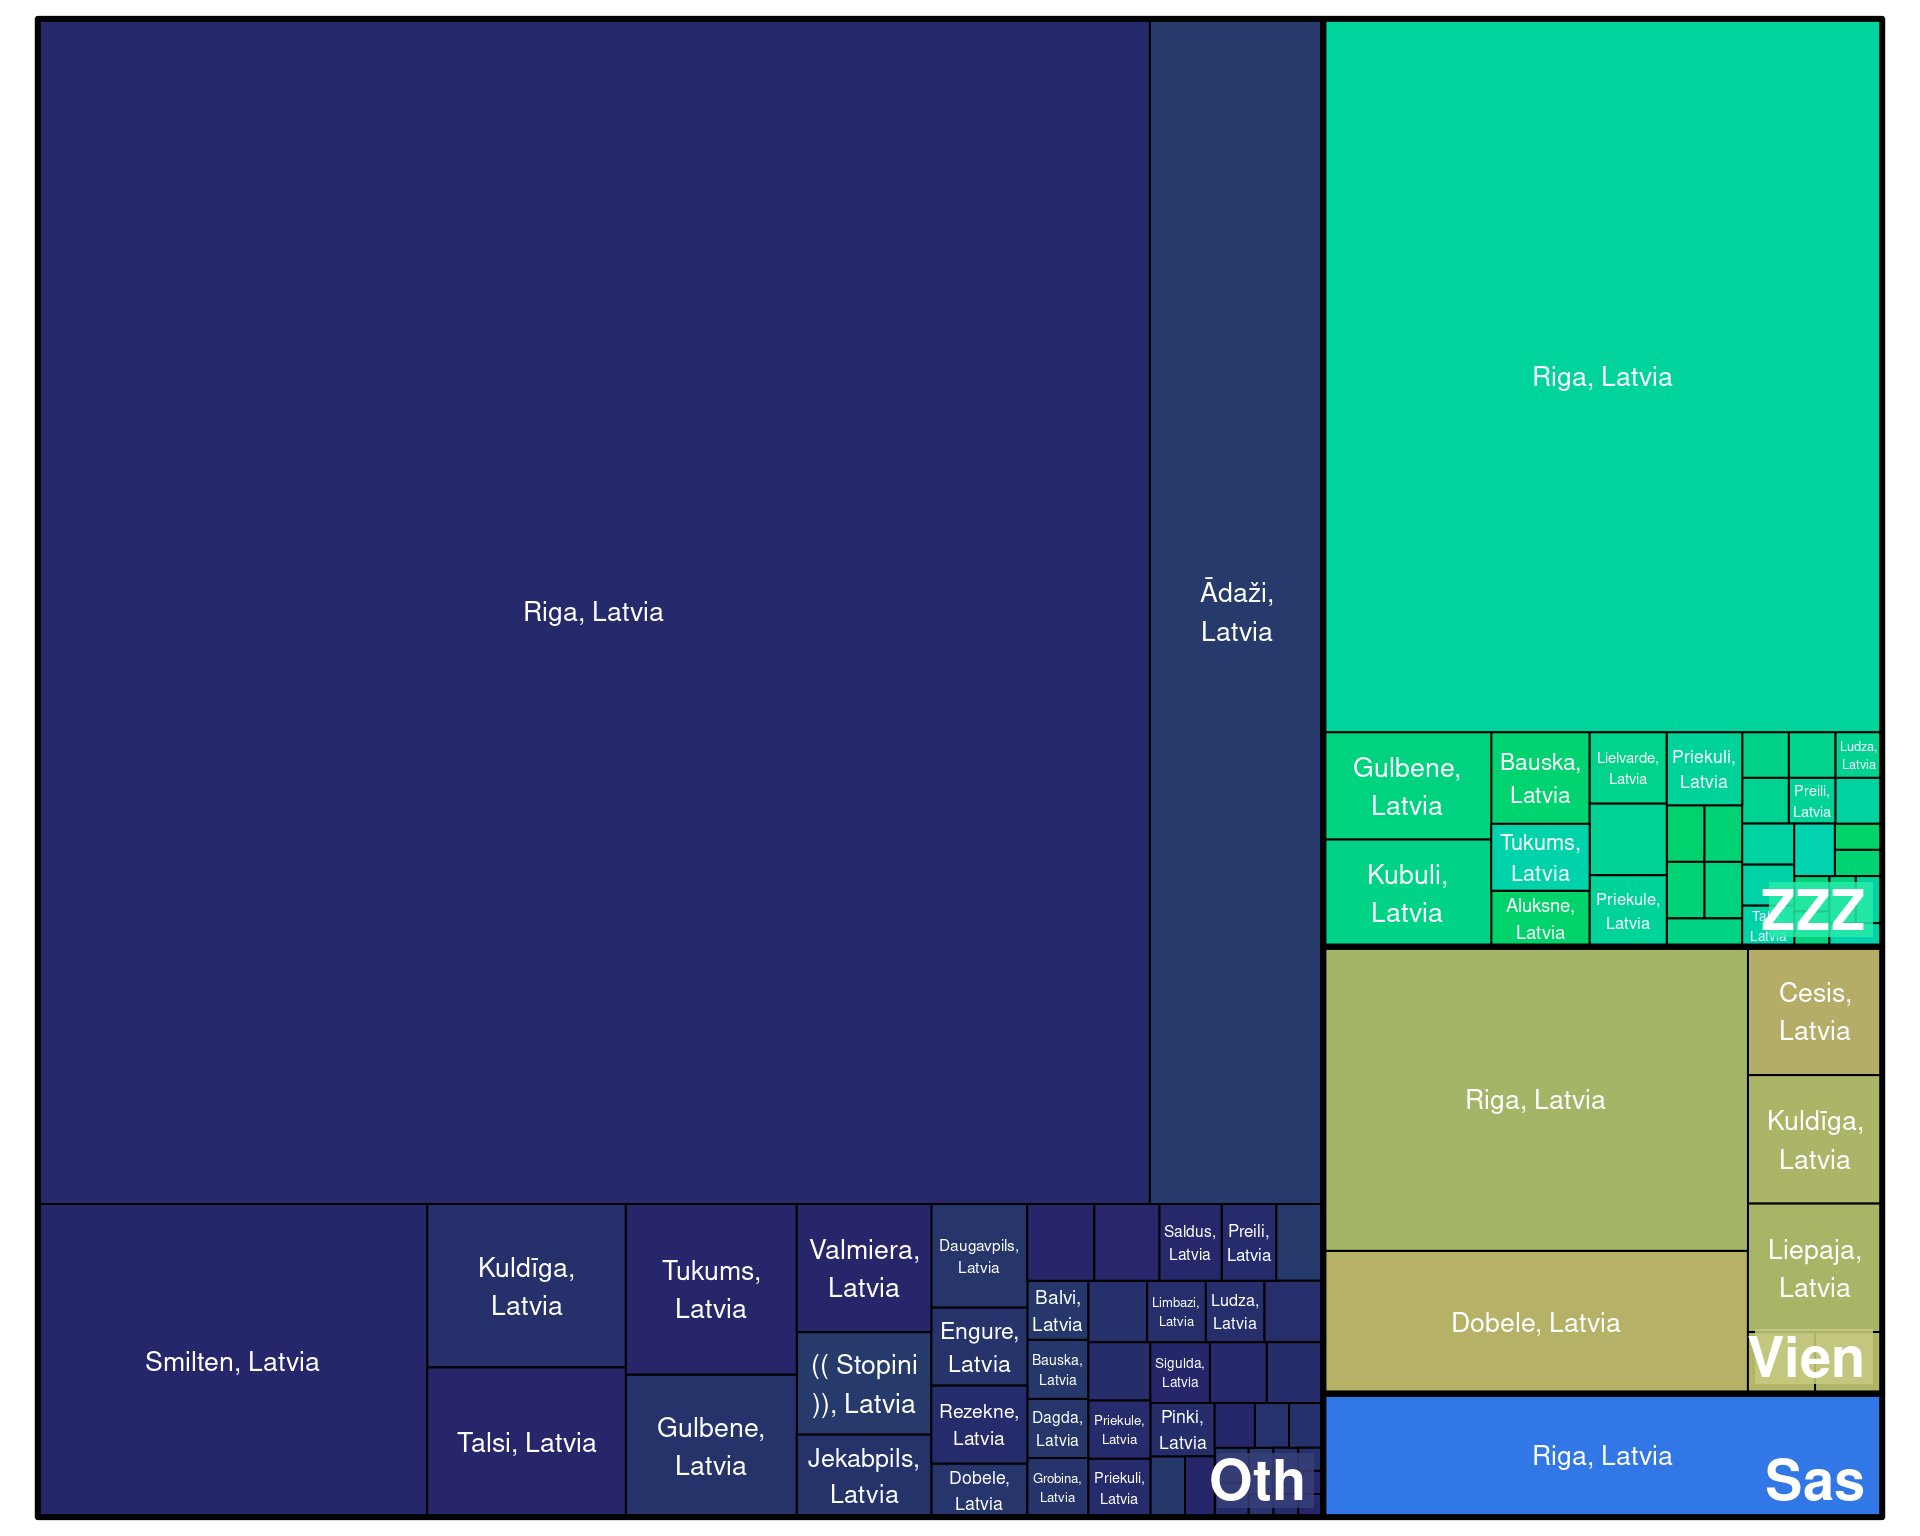 Riga, Latvia
Ādaži,
Latvia
Smilten, Latvia
Kuldīga,
Latvia
Talsi, Latvia
Tukums,
Latvia
Gulbene,
Latvia
Valmiera,
Latvia
(( Stopini
)), Latvia
Jekabpils,
Latvia
Daugavpils,
Latvia
Engure,
Latvia
Rezekne,
Latvia
Dobele,
Latvia
Saldus,
Latvia
Preili,
Latvia
Balvi,
Latvia
Limbazi,
Latvia
Ludza,
Latvia
Bauska,
Latvia
Sigulda,
Latvia
Dagda,
Latvia
Priekule,
Latvia
Pinki,
Latvia
Grobina,
Latvia
Priekuli,
Latvia
Oth
Riga, Latvia
Gulbene,
Latvia
Kubuli,
Latvia
Bauska,
Latvia
Tukums,
Latvia
Aluksne,
Latvia
Lielvarde,
Latvia
Priekule,
Latvia
Priekuli,
Latvia
Ludza,
Latvia
Preili,
Latvia
Latvia
ZZZ
Riga, Latvia
Dobele, Latvia
Cesis,
Latvia
Kuldīga,
Latvia
Liepaja,
Latvia
Vien
Riga, Latvia
Sas